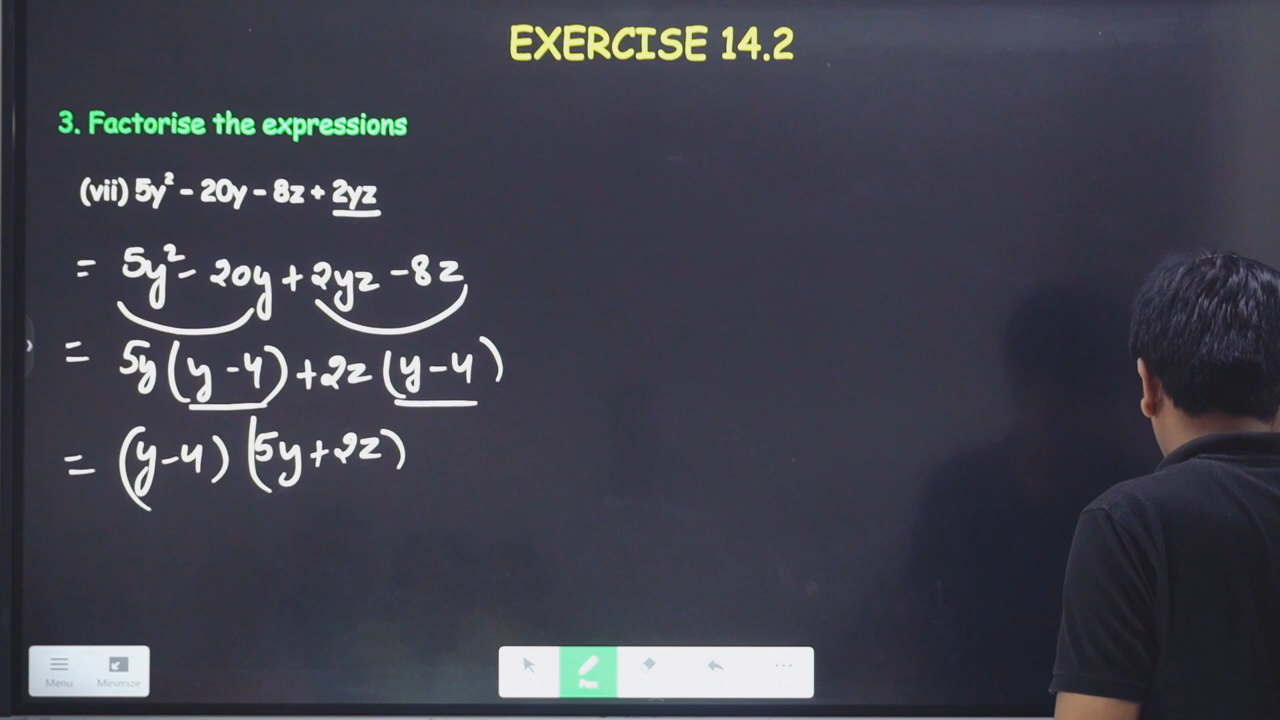 EXERCISE 14.2
3. Factorise the expressions
(vii) 5y² - 20y - 8z + 2yz
= 5y² - 20y + 2yz - 8z
= 5y (y - 4) + 2z (y - 4)
= (y - 4) (5y + 2z)
Menu Minimize Pen